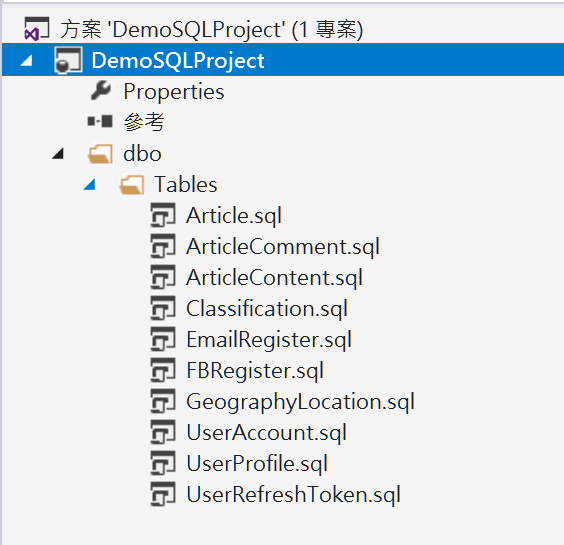 方案 'DemoSQLProject' (1 專案)
DemoSQLProject
Properties
參考
dbo
Tables
Article.sql
ArticleComment.sql
ArticleContent.sql
Classification.sql
EmailRegister.sql
FBRegister.sql
GeographyLocation.sql
UserAccount.sql
UserProfile.sql
UserRefreshToken.sql